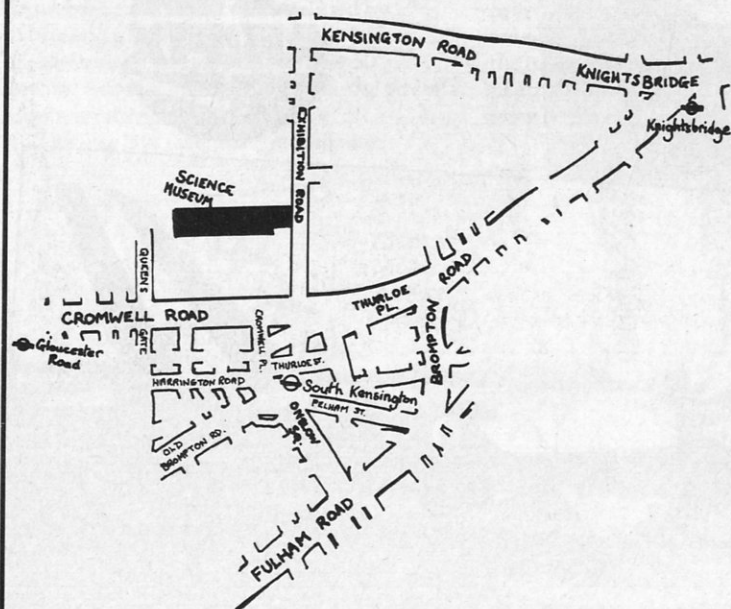 KENSINGTON ROAD
KNIGHTSBRIDGE
Knightsbridge
EXHIBITION ROAD
SCIENCE
MUSEUM
QUEENS
GATE
CROMWELL ROAD
Gloucester
Road
CROMWELL PL.
THURLOE
PL.
BROMPTON
ROAD
THURLOE ST.
HARRINGTON ROAD
South Kensington
PELHAM ST.
ONSLOW
SQ.
OLD
BROMPTON RD.
FULHAM ROAD